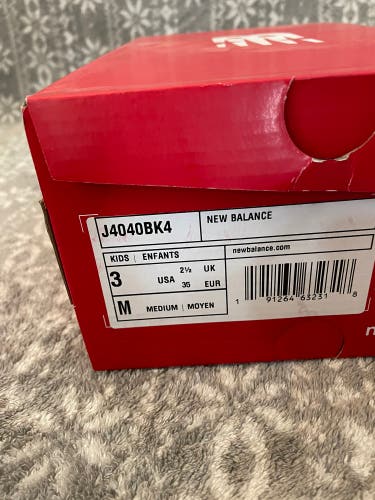 J4040BK4 NEW BALANCE
KIDS | ENFANTS newbalance.com
3 USA 2½ UK
35 EUR
M MEDIUM | MOYEN
1 91264 63231 8
n